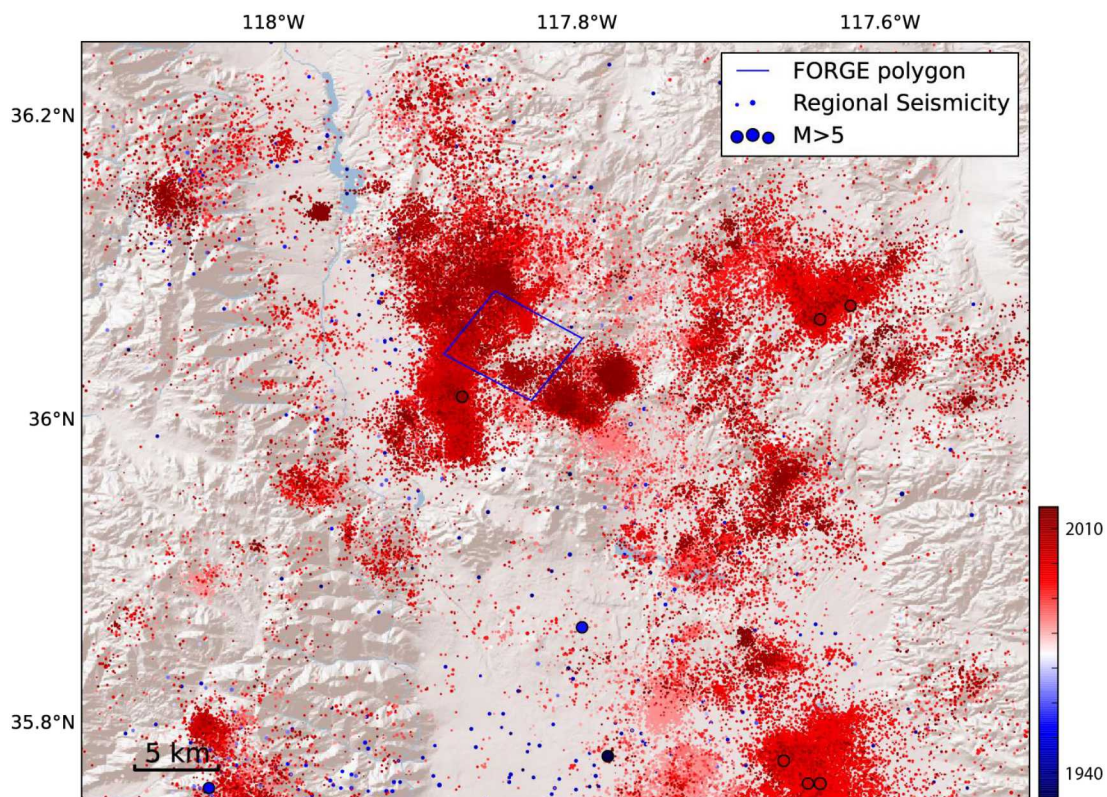 118°W
117.8°W
117.6°W
36.2°N
36°N
35.8°N
FORGE polygon
Regional Seismicity
M>5
5 km
2010
1940